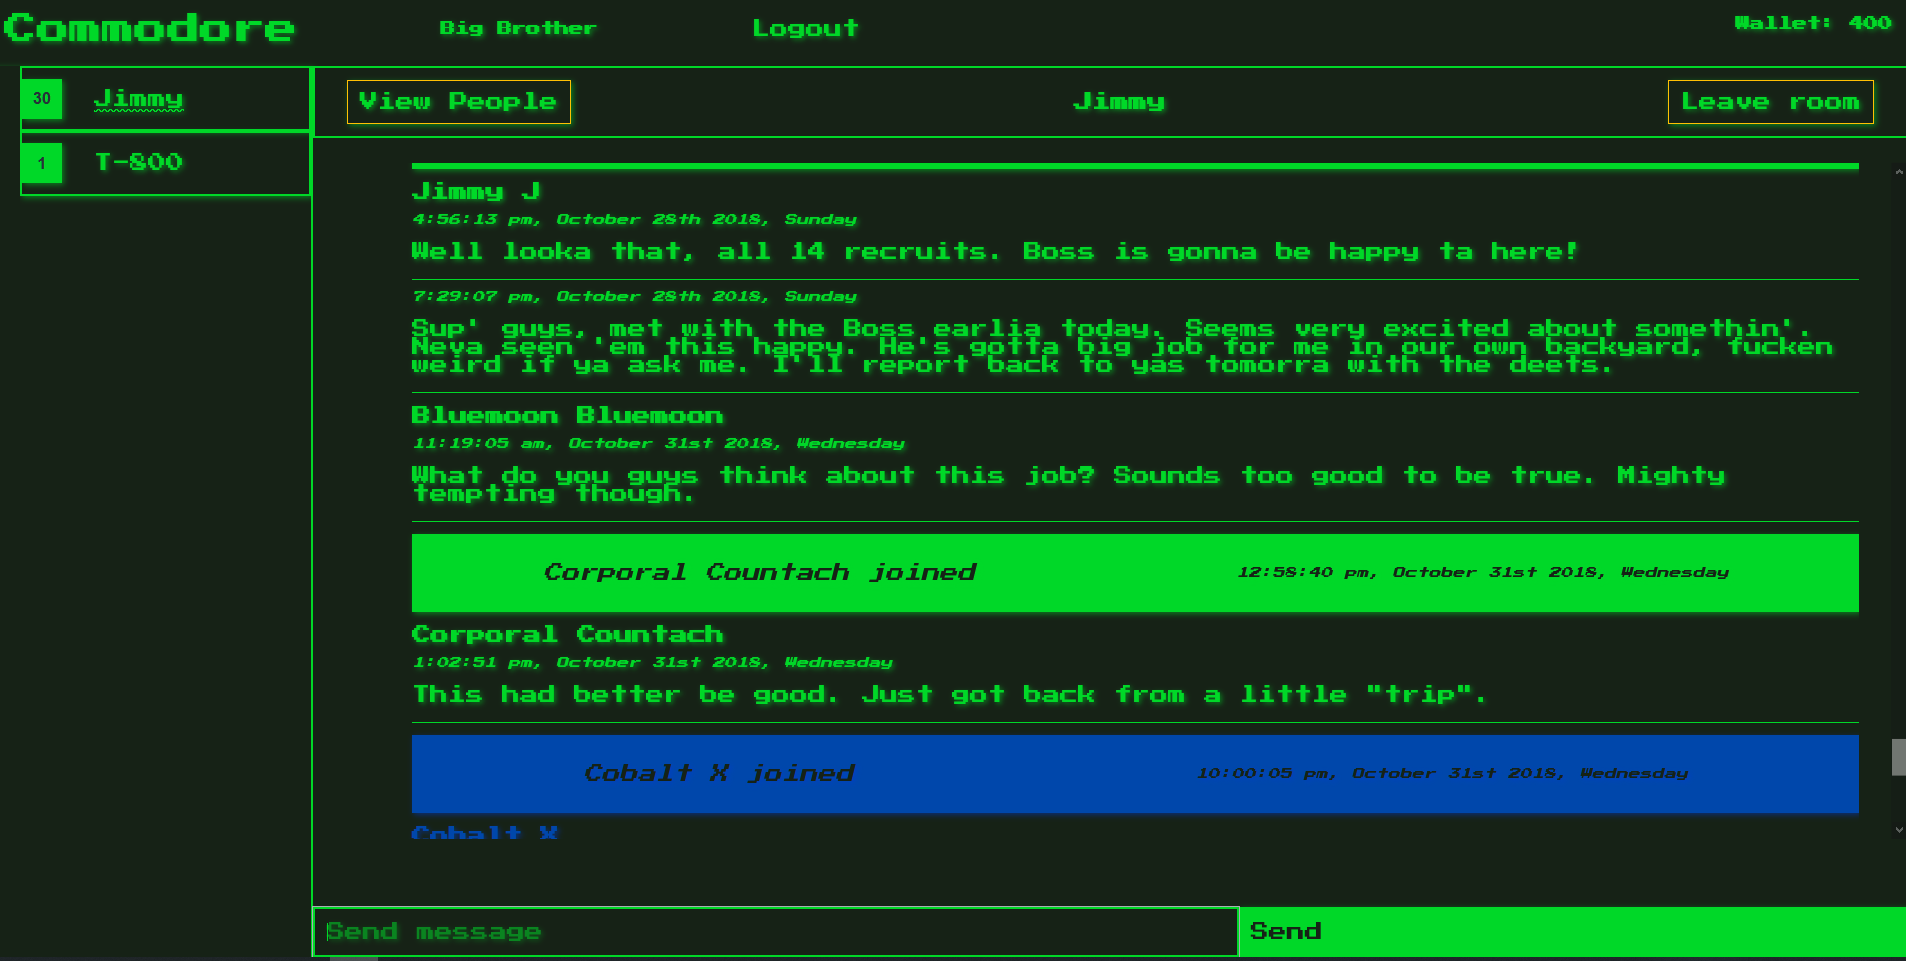 Commodore
Big Brother
Logout
Wallet: 400
30
Jimmy
1
T-800
View People
Jimmy
Leave room
Jimmy J
4:56:13 pm, October 28th 2018, Sunday
Well looka that, all 14 recruits. Boss is gonna be happy ta here!
7:29:07 pm, October 28th 2018, Sunday
Sup' guys, met with the Boss earlia today. Seems very excited about somethin'.
Neva seen 'em this happy. He's gotta big job for me in our own backyard, fucken
weird if ya ask me. I'll report back to yas tomorra with the deets.
Bluemoon Bluemoon
11:19:05 am, October 31st 2018, Wednesday
What do you guys think about this job? Sounds too good to be true. Mighty
tempting though.
Corporal Countach joined
12:58:40 pm, October 31st 2018, Wednesday
Corporal Countach
1:02:51 pm, October 31st 2018, Wednesday
This had better be good. Just got back from a little "trip".
Cobalt X joined
10:00:05 pm, October 31st 2018, Wednesday
Cobalt X
Send message
Send